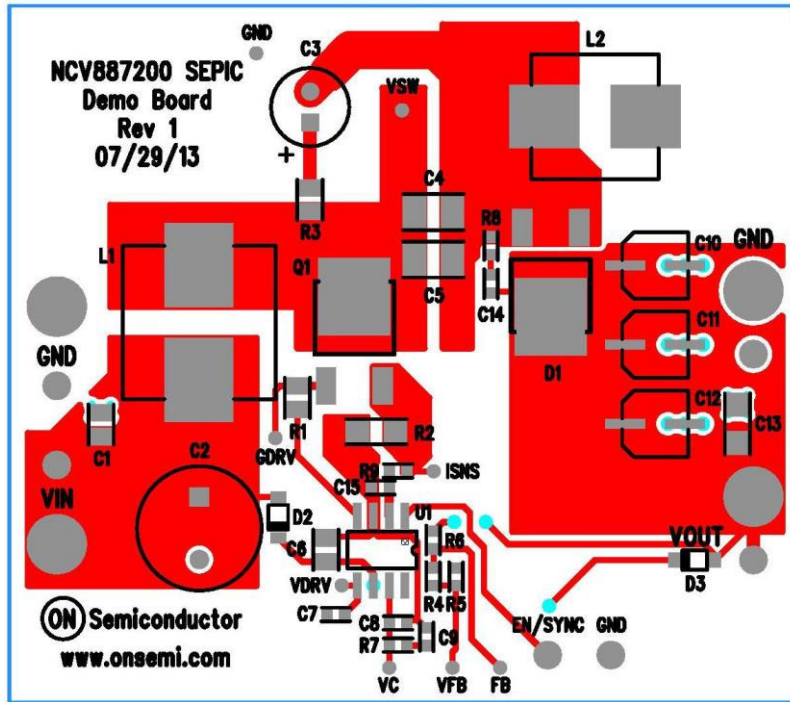 GND
C3
L2
NCV887200 SEPIC
Demo Board
Rev 1
07/29/13
VSW
+
C4
R3
R8
C10
GND
L1
Q1
C5
C14
C11
GND
D1
C12
C1
R1
R2
C13
GDRV
C2
R9
ISNS
C15
VIN
U1
D2
C6
R6
VOUT
D3
VDRV
R4
R5
C7
C8
EN/SYNC
GND
ON Semiconductor
R7
C9
www.onsemi.com
VC
VFB
FB